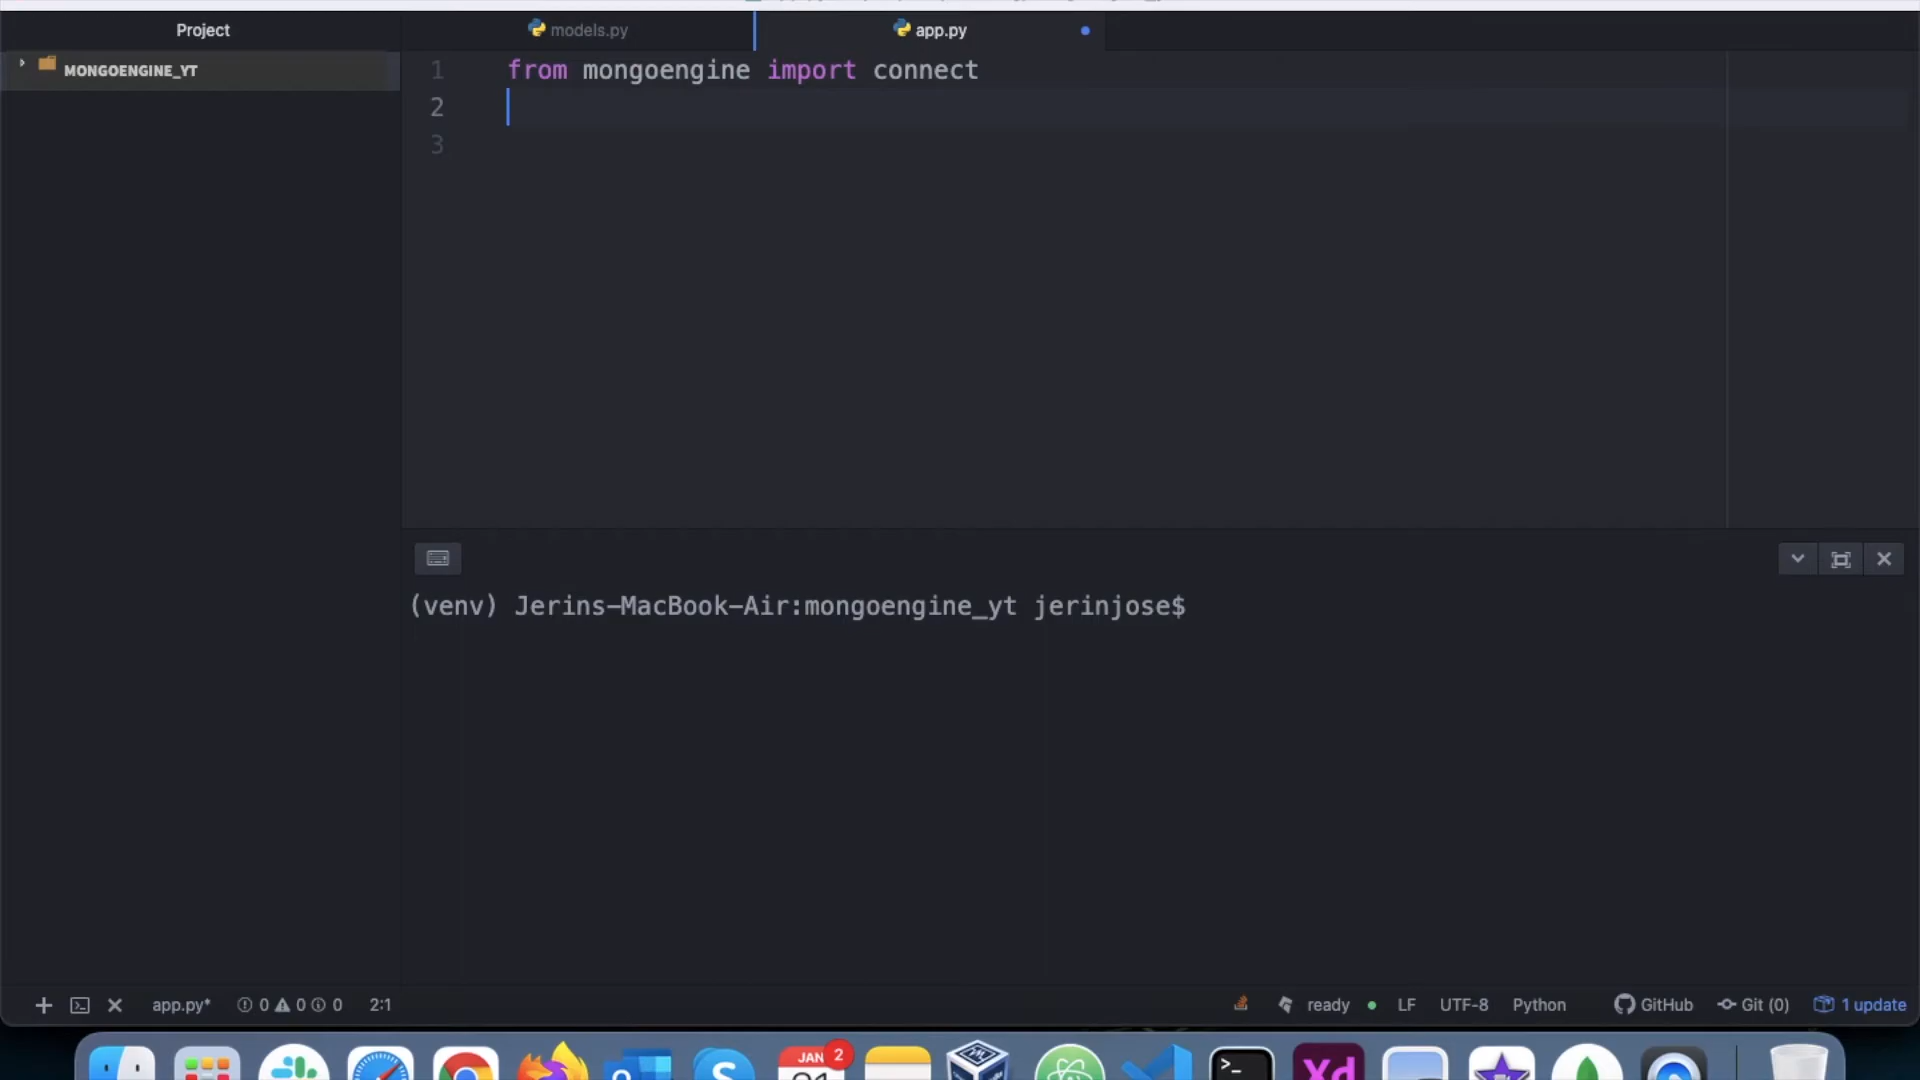 Project
models.py
app.py
MONGOENGINE_YT
1 from mongoengine import connect
2
3
(venv) Jerins-MacBook-Air:mongoengine_yt jerinjose$
app.py* 0 0 0 2:1
ready LF UTF-8 Python GitHub Git (0) 1 update
JAN 2
S
>_
Xd